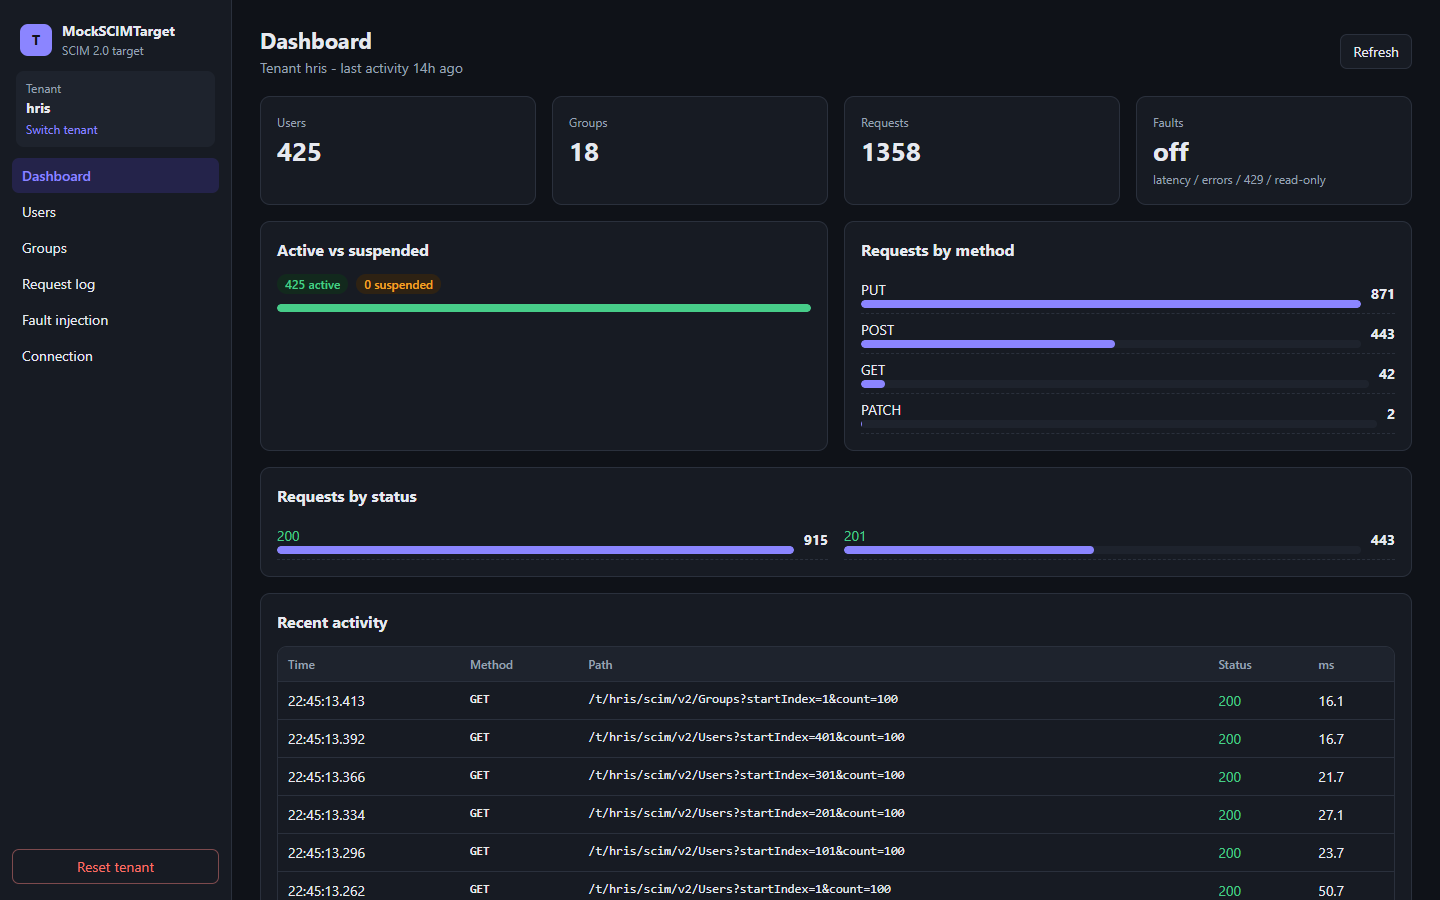 T
MockSCIMTarget
SCIM 2.0 target
Tenant
hris
Switch tenant
Dashboard
Users
Groups
Request log
Fault injection
Connection
Reset tenant
Dashboard
Tenant hris - last activity 14h ago
Refresh
Users
425
Groups
18
Requests
1358
Faults
off
latency / errors / 429 / read-only
Active vs suspended
425 active 0 suspended
Requests by method
PUT 871
POST 443
GET 42
PATCH 2
Requests by status
200 915 201 443
Recent activity
Time Method Path Status ms
22:45:13.413 GET /t/hris/scim/v2/Groups?startIndex=1&count=100 200 16.1
22:45:13.392 GET /t/hris/scim/v2/Users?startIndex=401&count=100 200 16.7
22:45:13.366 GET /t/hris/scim/v2/Users?startIndex=301&count=100 200 21.7
22:45:13.334 GET /t/hris/scim/v2/Users?startIndex=201&count=100 200 27.1
22:45:13.296 GET /t/hris/scim/v2/Users?startIndex=101&count=100 200 23.7
22:45:13.262 GET /t/hris/scim/v2/Users?startIndex=1&count=100 200 50.7